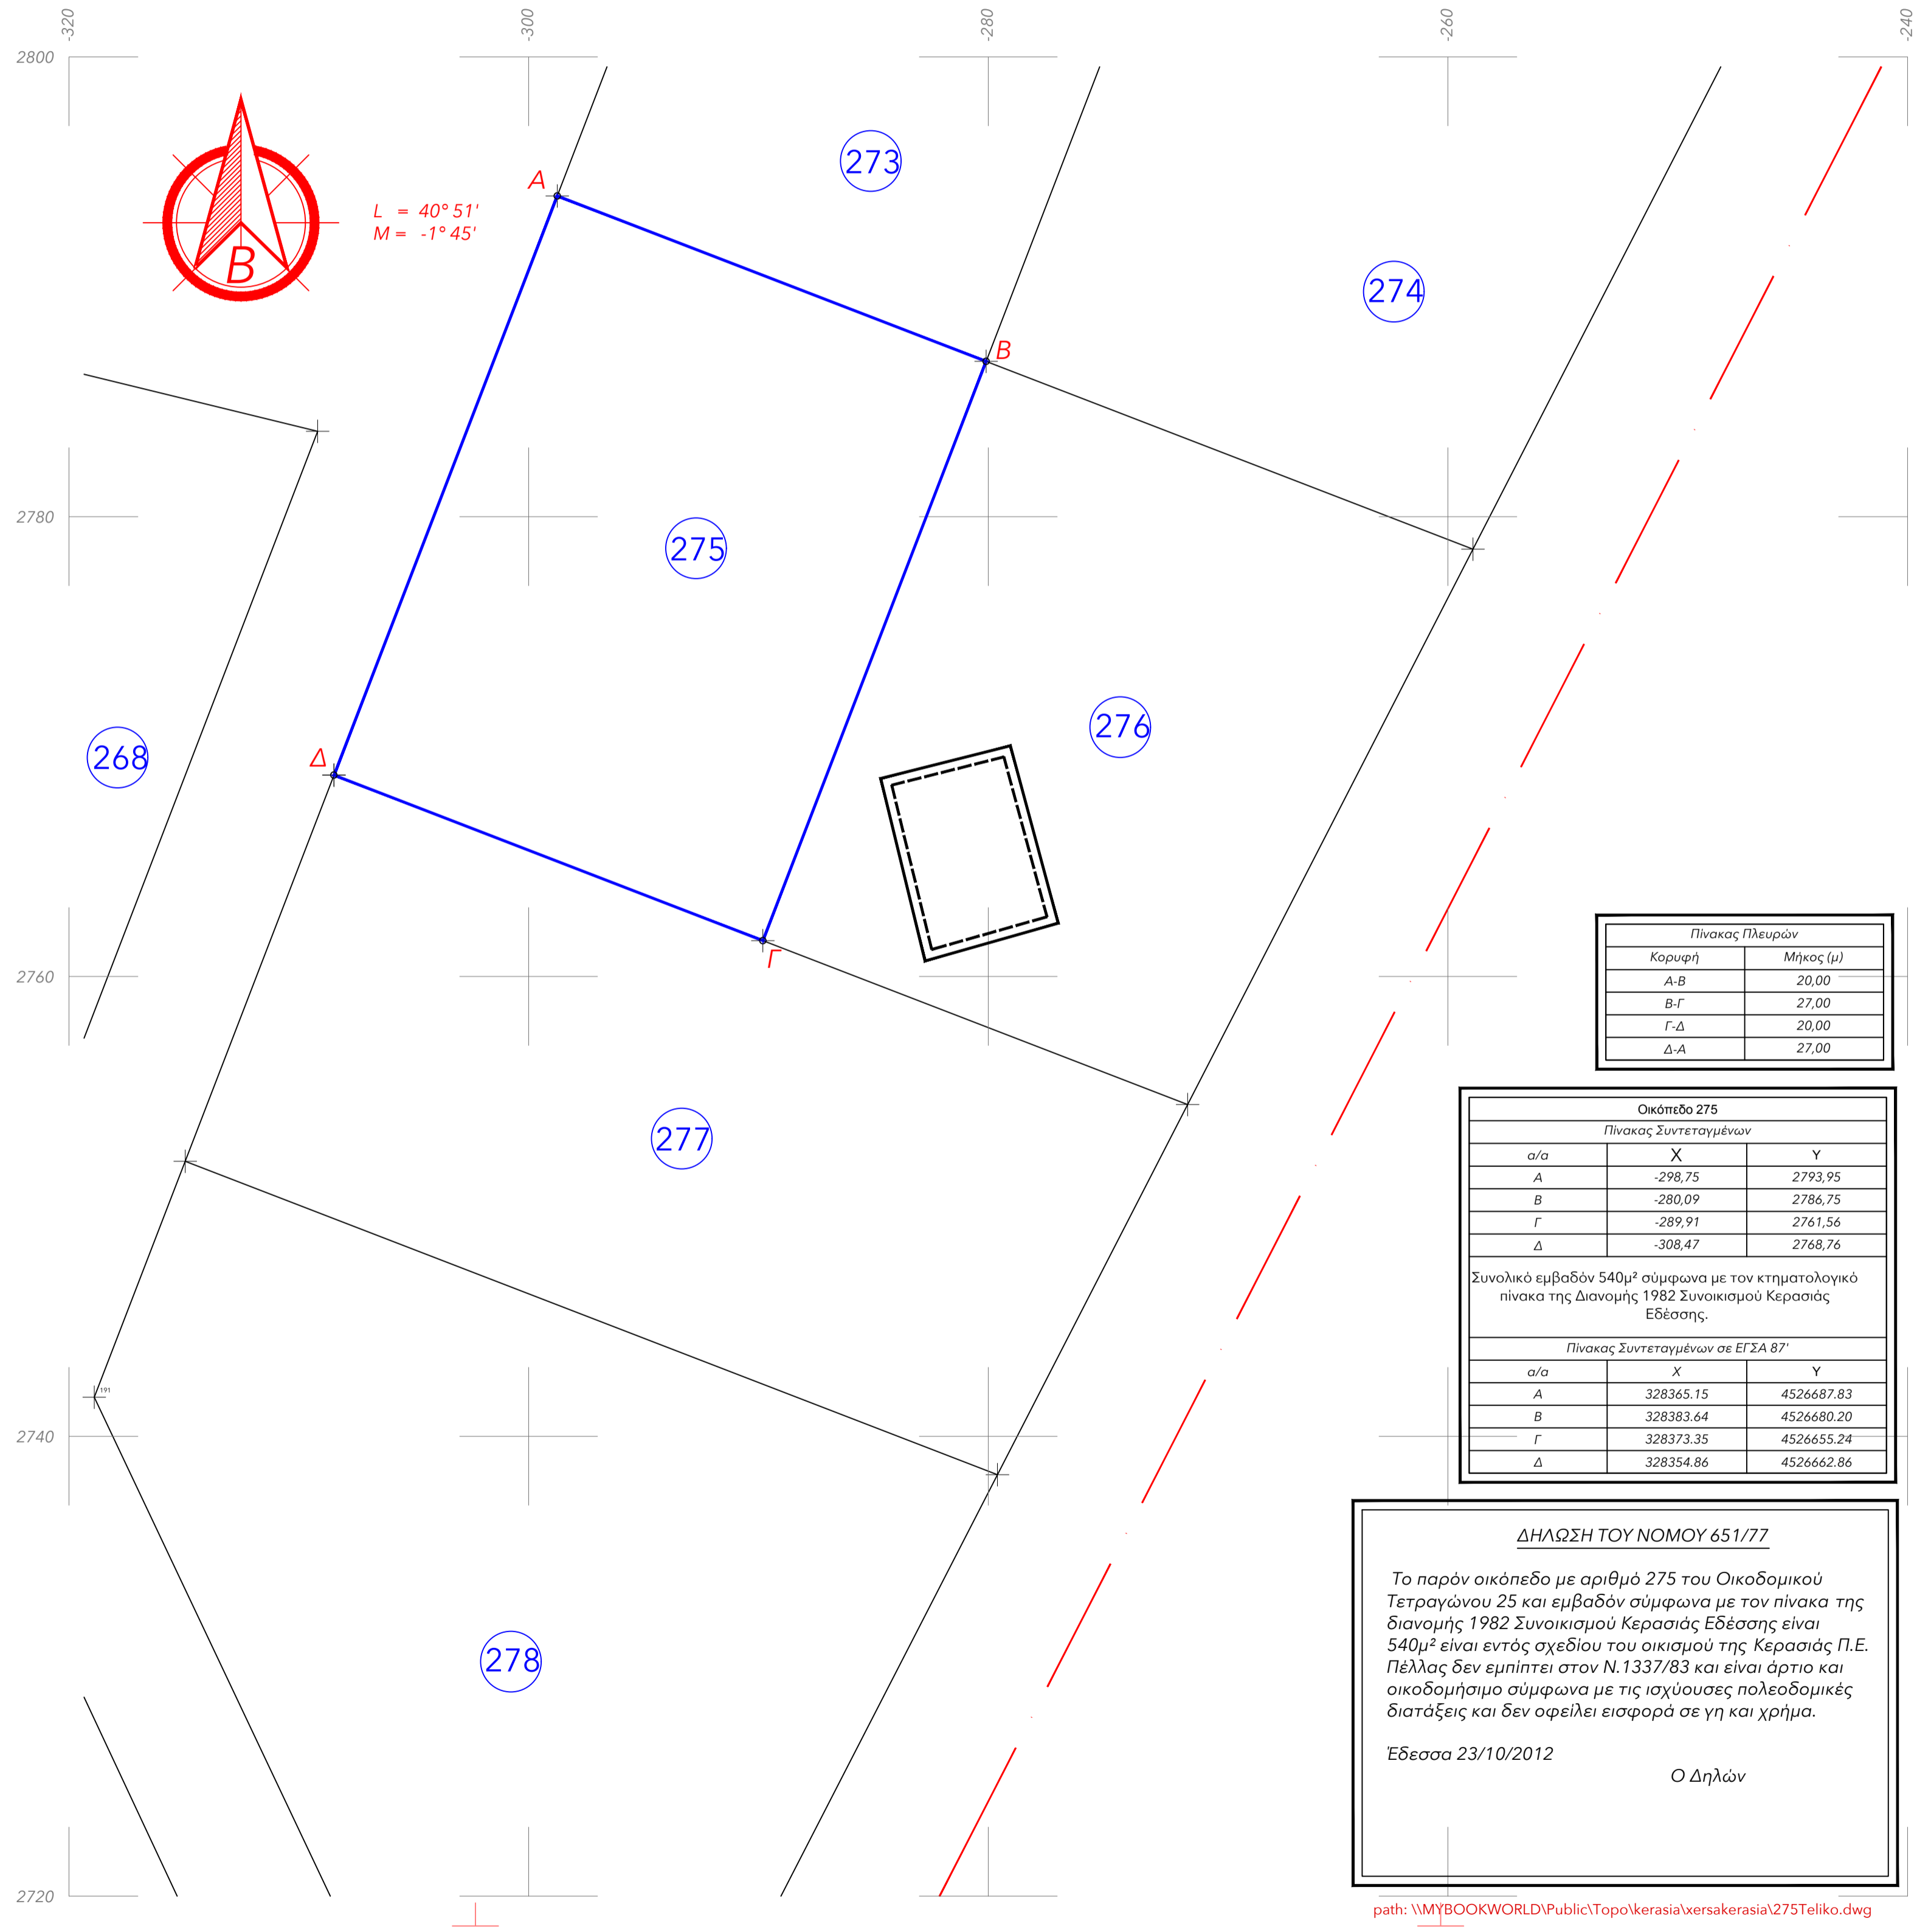 -320
-300
-280
-260
-240
2800
2780
2760
2740
2720
B
L = 40° 51'
M = -1° 45'
A
B
Γ
Δ
273
274
275
276
268
277
278
191
Πίνακας Πλευρών
Κορυφή Μήκος (μ)
Α-Β 20,00
Β-Γ 27,00
Γ-Δ 20,00
Δ-Α 27,00
Οικόπεδο 275
Πίνακας Συντεταγμένων
α/α X Y
Α -298,75 2793,95
Β -280,09 2786,75
Γ -289,91 2761,56
Δ -308,47 2768,76
Συνολικό εμβαδόν 540μ² σύμφωνα με τον κτηματολογικό
πίνακα της Διανομής 1982 Συνοικισμού Κερασιάς
Εδέσσης.
Πίνακας Συντεταγμένων σε ΕΓΣΑ 87'
α/α X Y
Α 328365.15 4526687.83
Β 328383.64 4526680.20
Γ 328373.35 4526655.24
Δ 328354.86 4526662.86
ΔΗΛΩΣΗ ΤΟΥ ΝΟΜΟΥ 651/77
Το παρόν οικόπεδο με αριθμό 275 του Οικοδομικού
Τετραγώνου 25 και εμβαδόν σύμφωνα με τον πίνακα της
διανομής 1982 Συνοικισμού Κερασιάς Εδέσσης είναι
540μ² είναι εντός σχεδίου του οικισμού της Κερασιάς Π.Ε.
Πέλλας δεν εμπίπτει στον Ν.1337/83 και είναι άρτιο και
οικοδομήσιμο σύμφωνα με τις ισχύουσες πολεοδομικές
διατάξεις και δεν οφείλει εισφορά σε γη και χρήμα.
Έδεσσα 23/10/2012
Ο Δηλών
path: \\MYBOOKWORLD\Public\Topo\kerasia\xersakerasia\275Teliko.dwg